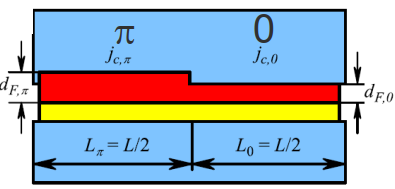 π 0
j_{c,π} j_{c,0}
d_{F,π} d_{F,0}
L_π = L/2 L_0 = L/2